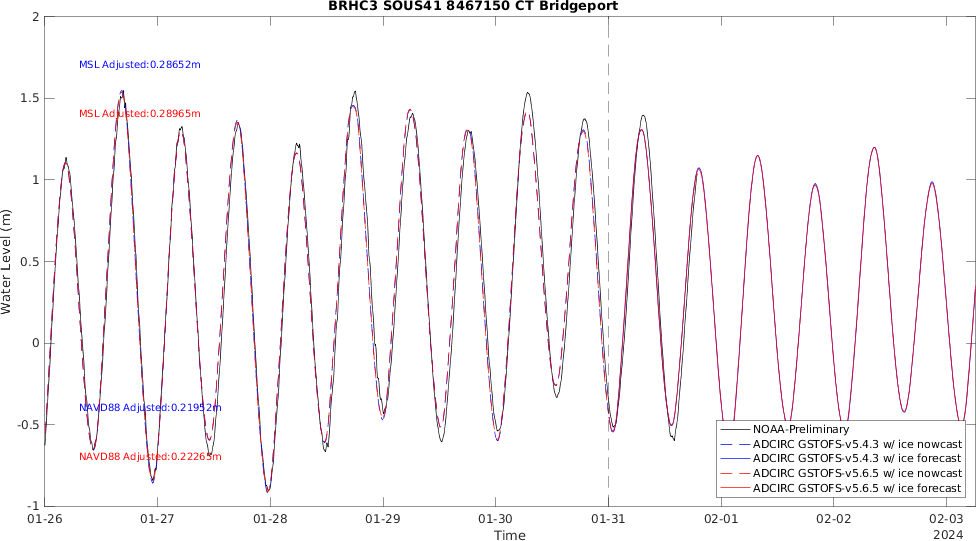 BRHC3 SOUS41 8467150 CT Bridgeport
2
1.5
1
0.5
0
-0.5
-1
Water Level (m)
MSL Adjusted:0.28652m
MSL Adjusted:0.28965m
NAVD88 Adjusted:0.21952m
NAVD88 Adjusted:0.22265m
NOAA-Preliminary
ADCIRC GSTOFS-v5.4.3 w/ ice nowcast
ADCIRC GSTOFS-v5.4.3 w/ ice forecast
ADCIRC GSTOFS-v5.6.5 w/ ice nowcast
ADCIRC GSTOFS-v5.6.5 w/ ice forecast
01-26 01-27 01-28 01-29 01-30 01-31 02-01 02-02 02-03
2024
Time